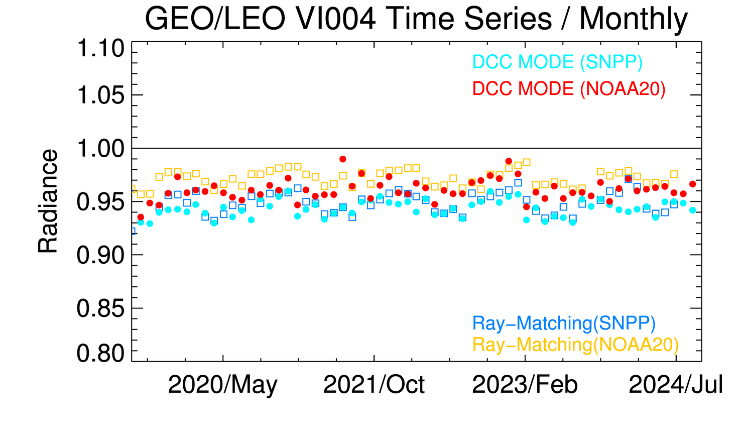 GEO/LEO VI004 Time Series / Monthly
1.10
DCC MODE (SNPP)
DCC MODE (NOAA20)
1.05
1.00
Radiance
0.95
0.90
0.85
Ray−Matching(SNPP)
Ray−Matching(NOAA20)
0.80
2020/May 2021/Oct 2023/Feb 2024/Jul